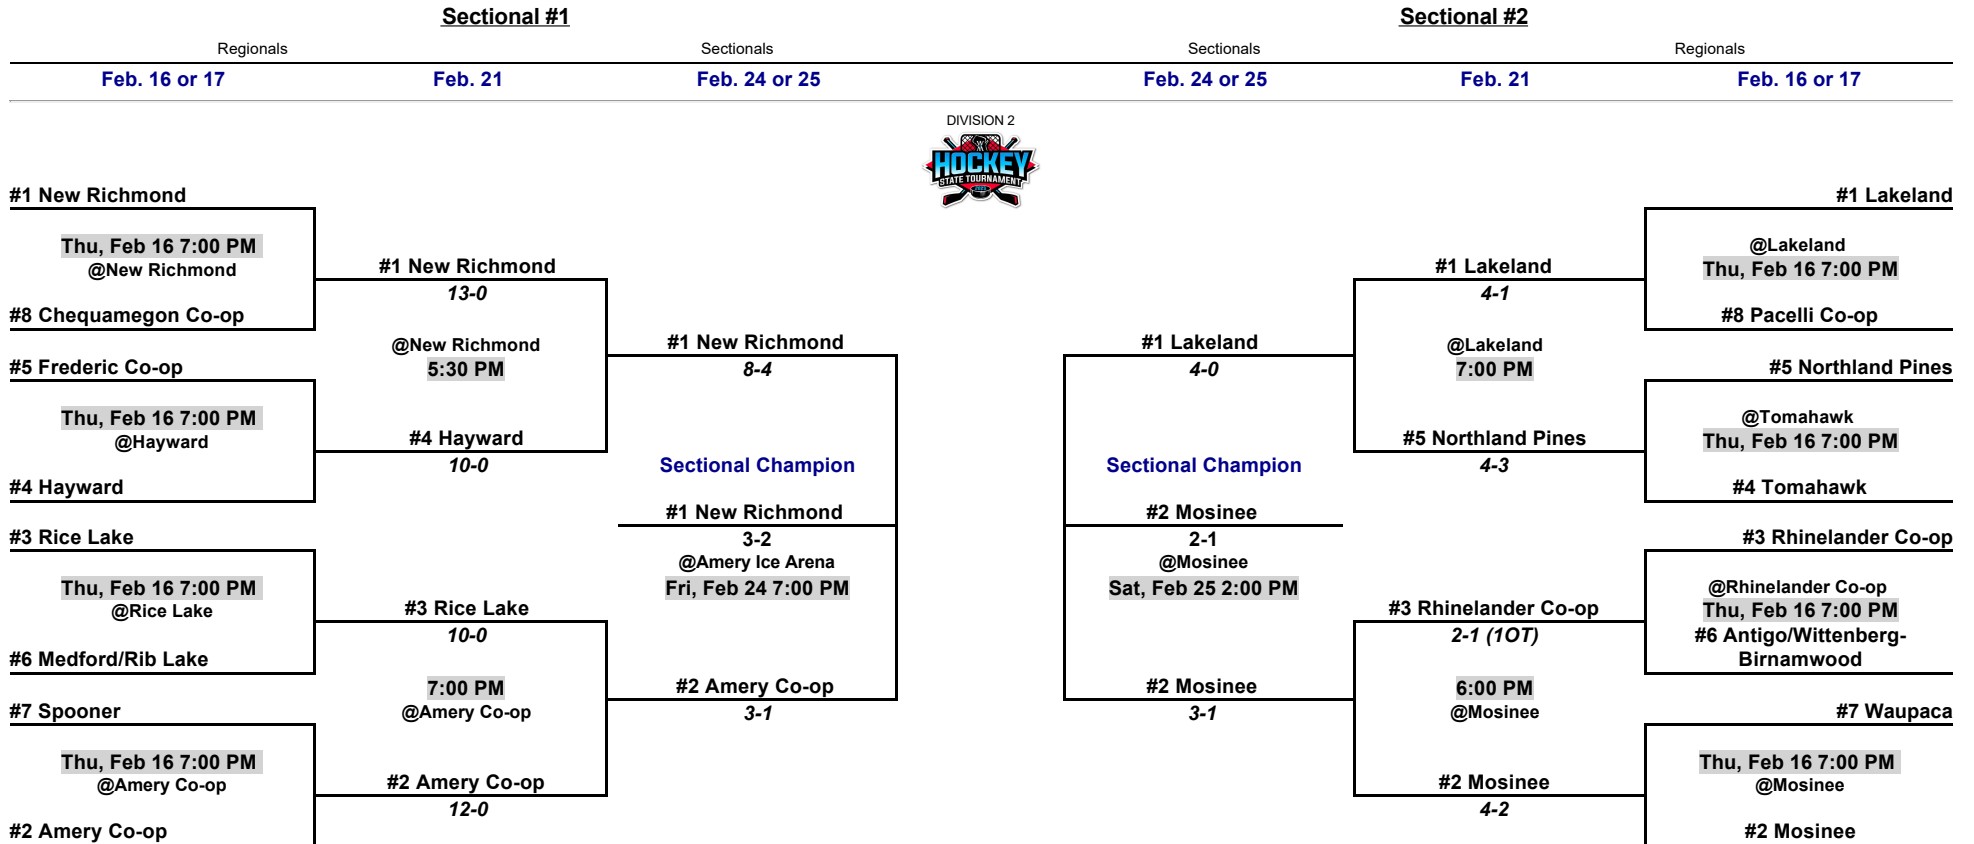 Sectional #1
Sectional #2
Regionals
Sectionals
Sectionals
Regionals
Feb. 16 or 17
Feb. 21
Feb. 24 or 25
Feb. 24 or 25
Feb. 21
Feb. 16 or 17
DIVISION 2
HOCKEY
STATE TOURNAMENT
#1 New Richmond
Thu, Feb 16 7:00 PM
@New Richmond
#8 Chequamegon Co-op
#5 Frederic Co-op
Thu, Feb 16 7:00 PM
@Hayward
#4 Hayward
#3 Rice Lake
Thu, Feb 16 7:00 PM
@Rice Lake
#6 Medford/Rib Lake
#7 Spooner
Thu, Feb 16 7:00 PM
@Amery Co-op
#2 Amery Co-op
#1 New Richmond
13-0
@New Richmond
5:30 PM
#4 Hayward
10-0
#3 Rice Lake
10-0
7:00 PM
@Amery Co-op
#2 Amery Co-op
12-0
#1 New Richmond
8-4
Sectional Champion
#1 New Richmond
3-2
@Amery Ice Arena
Fri, Feb 24 7:00 PM
#2 Amery Co-op
3-1
#1 Lakeland
4-0
Sectional Champion
#2 Mosinee
2-1
@Mosinee
Sat, Feb 25 2:00 PM
#2 Mosinee
3-1
#1 Lakeland
4-1
@Lakeland
7:00 PM
#5 Northland Pines
4-3
#3 Rhinelander Co-op
2-1 (1OT)
6:00 PM
@Mosinee
#2 Mosinee
4-2
#1 Lakeland
@Lakeland
Thu, Feb 16 7:00 PM
#8 Pacelli Co-op
#5 Northland Pines
@Tomahawk
Thu, Feb 16 7:00 PM
#4 Tomahawk
#3 Rhinelander Co-op
@Rhinelander Co-op
Thu, Feb 16 7:00 PM
#6 Antigo/Wittenberg-
Birnamwood
#7 Waupaca
Thu, Feb 16 7:00 PM
@Mosinee
#2 Mosinee